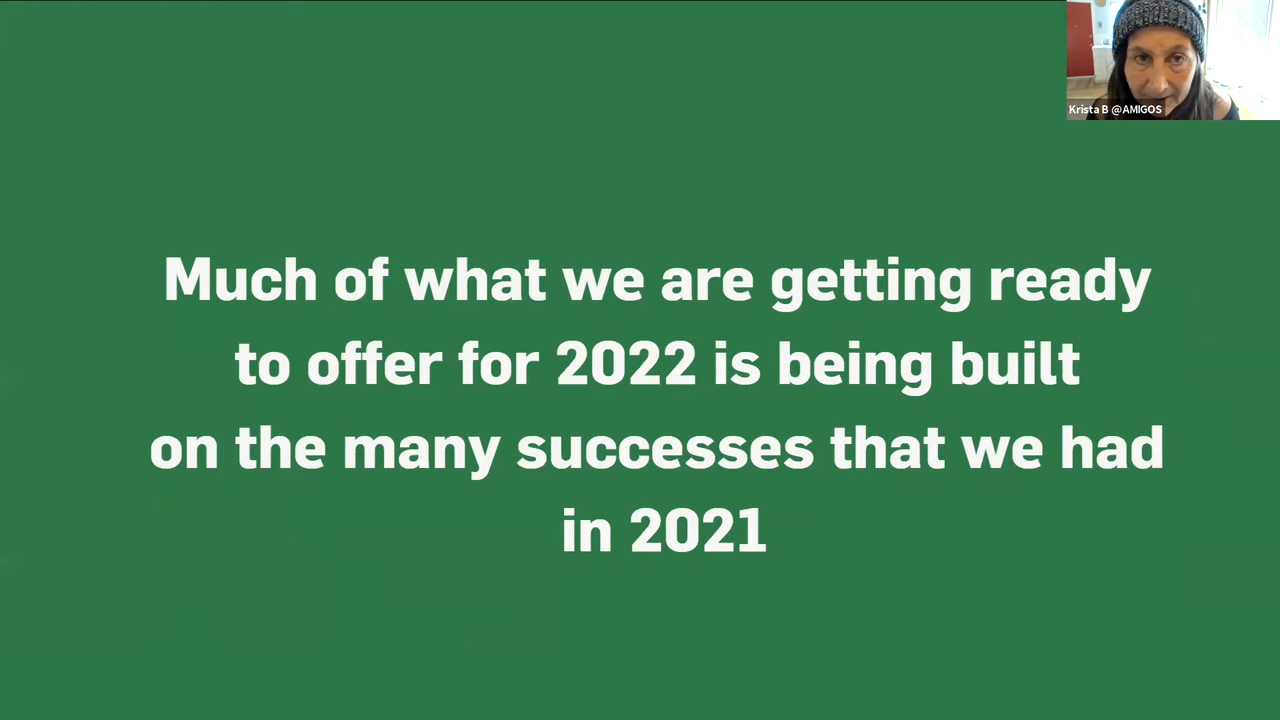 Krista B @AMIGOS
Much of what we are getting ready
to offer for 2022 is being built
on the many successes that we had
in 2021